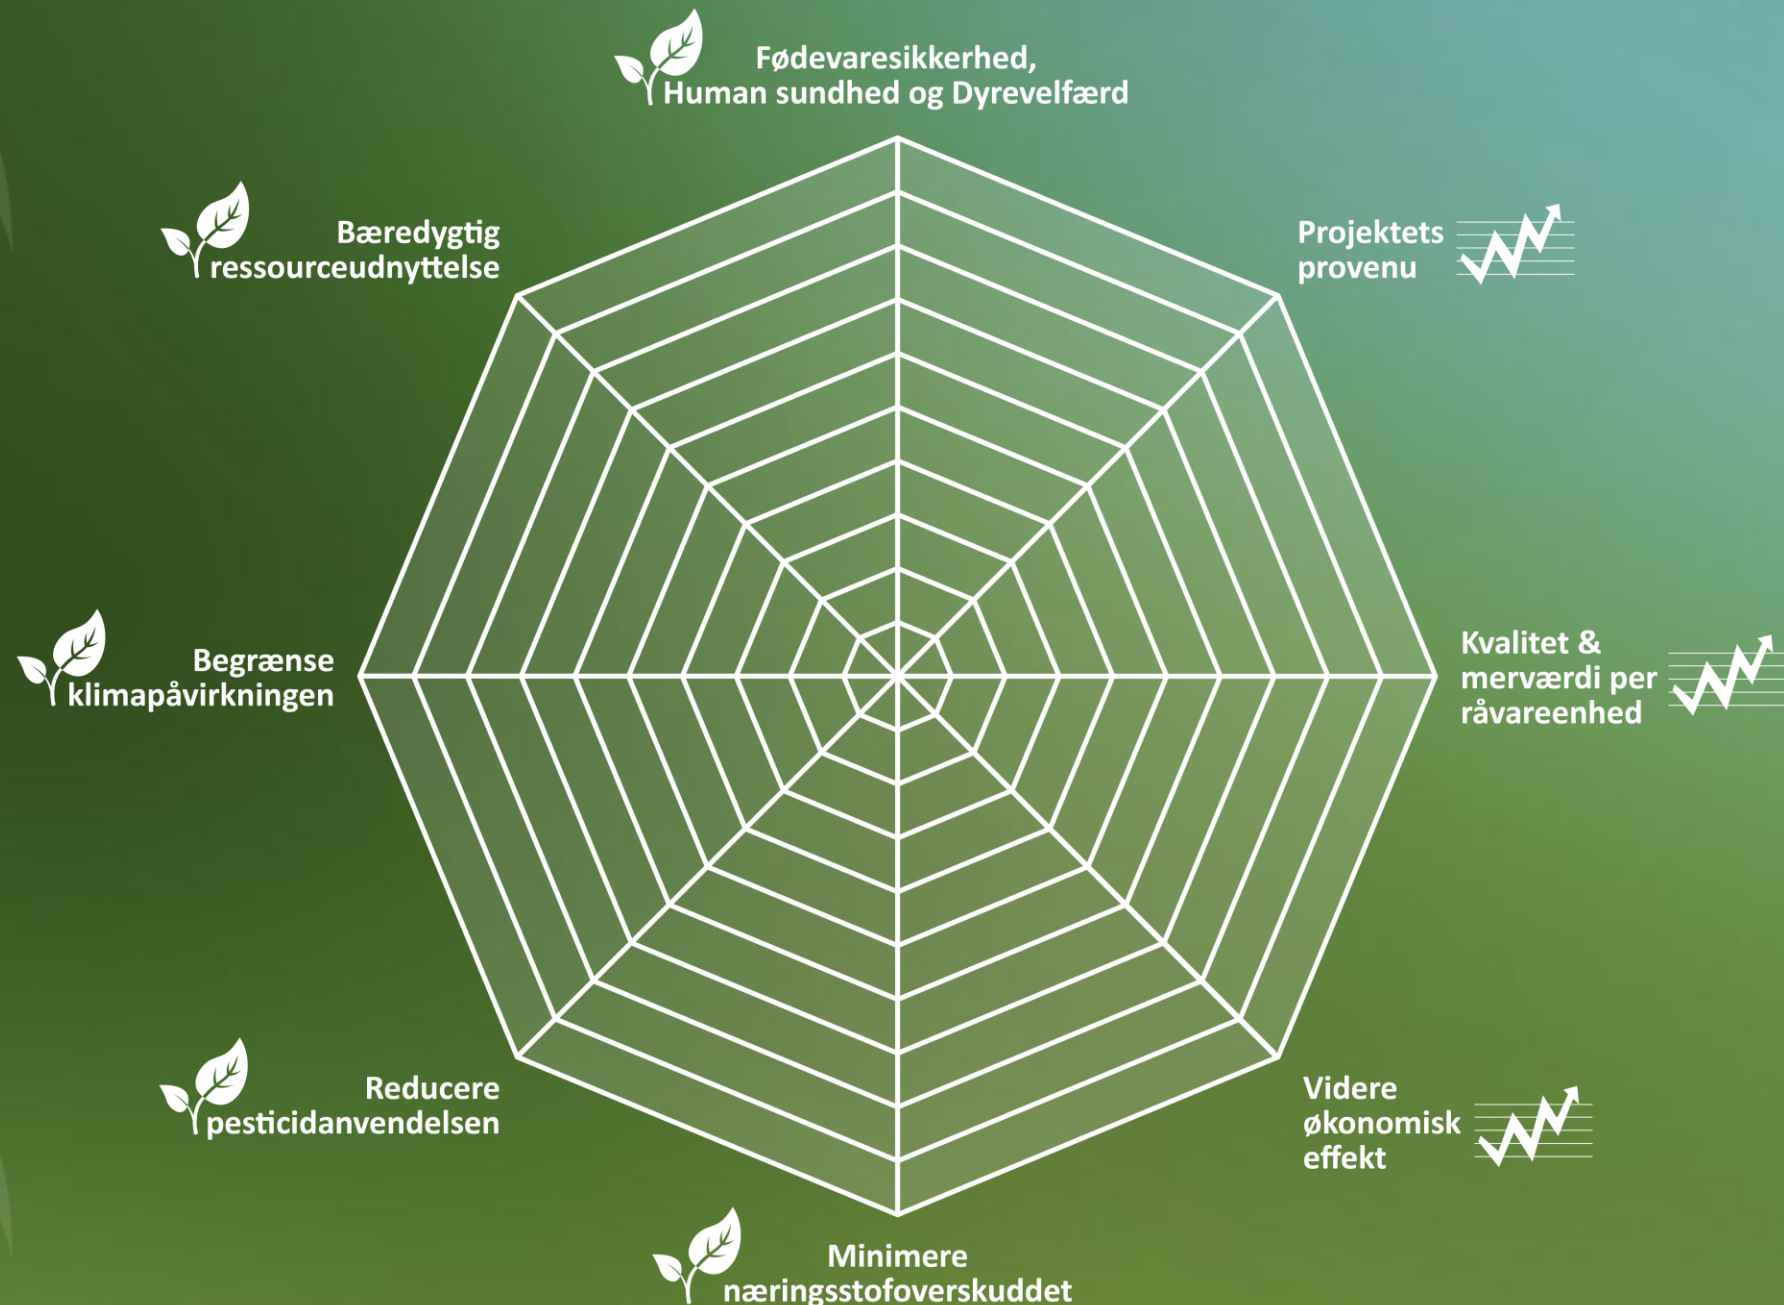 Fødevaresikkerhed,
Human sundhed og Dyrevelfærd
Bæredygtig
ressourceudnyttelse
Projektets
provenu
Begrænse
klimapåvirkningen
Kvalitet &
merværdi per
råvareenhed
Reducere
pesticidanvendelsen
Videre
økonomisk
effekt
Minimere
næringsstofoverskuddet